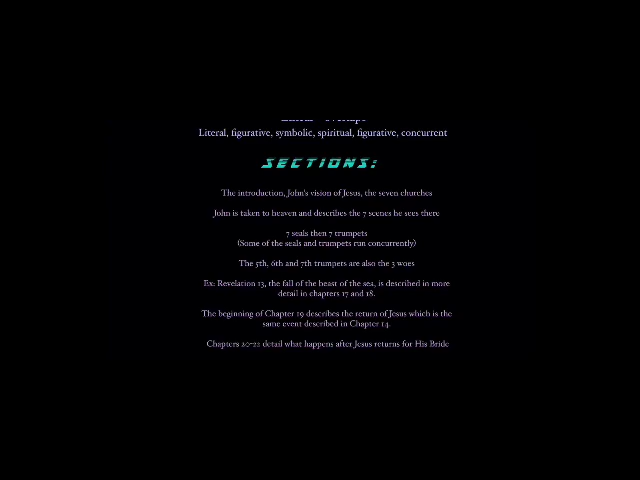 Literal, figurative, symbolic, spiritual, figurative, concurrent
SECTIONS:
The introduction, John's vision of Jesus, the seven churches
John is taken to heaven and describes the 7 scenes he sees there
7 seals then 7 trumpets
(Some of the seals and trumpets run concurrently)
The 5th, 6th and 7th trumpets are also the 3 woes
Ex: Revelation 13, the fall of the beast of the sea, is described in more
detail in chapters 17 and 18.
The beginning of Chapter 19 describes the return of Jesus which is the
same event described in Chapter 14.
Chapters 20-22 detail what happens after Jesus returns for His Bride